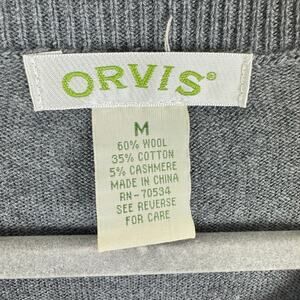 ORVIS®
M
60% WOOL
35% COTTON
5% CASHMERE
MADE IN CHINA
RN-70534
SEE REVERSE
FOR CARE